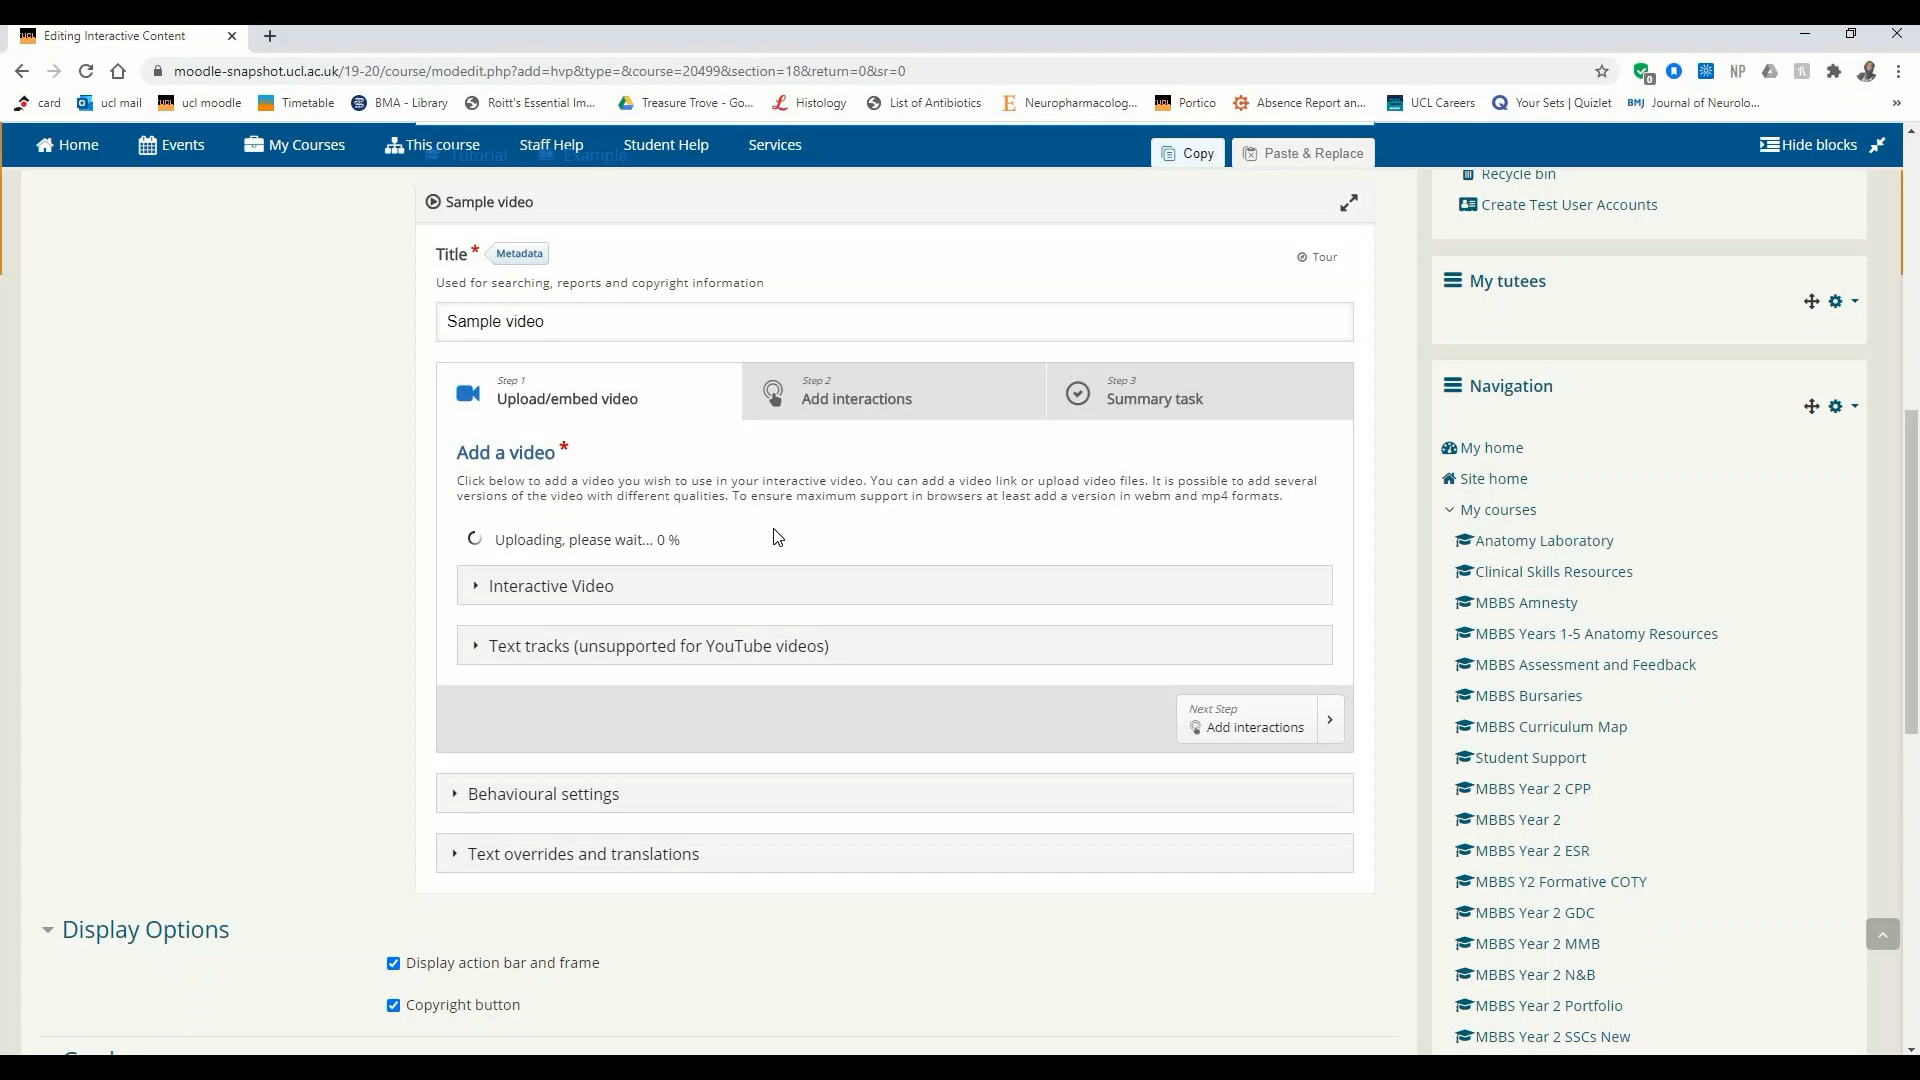 Editing Interactive Content
moodle-snapshot.ucl.ac.uk/19-20/course/modedit.php?add=hvp&type=&course=20499&section=18&return=0&sr=0
card
ucl mail
ucl moodle
Timetable
BMA - Library
Roitt's Essential Im...
Treasure Trove - Go...
Histology
List of Antibiotics
Neuropharmacolog...
Portico
Absence Report an...
UCL Careers
Your Sets | Quizlet
BMJ Journal of Neurolo...
»
Home
Events
My Courses
This course
Staff Help
Student Help
Services
Hide blocks
Tutorial
Example
Copy
Paste & Replace
Sample video
Title *
Metadata
Tour
Used for searching, reports and copyright information
Sample video
Step 1
Upload/embed video
Step 2
Add interactions
Step 3
Summary task
Add a video *
Click below to add a video you wish to use in your interactive video. You can add a video link or upload video files. It is possible to add several
versions of the video with different qualities. To ensure maximum support in browsers at least add a version in webm and mp4 formats.
Uploading, please wait... 0 %
Interactive Video
Text tracks (unsupported for YouTube videos)
Next Step
Add interactions
Behavioural settings
Text overrides and translations
Display Options
Display action bar and frame
Copyright button
Recycle bin
Create Test User Accounts
My tutees
Navigation
My home
Site home
My courses
Anatomy Laboratory
Clinical Skills Resources
MBBS Amnesty
MBBS Years 1-5 Anatomy Resources
MBBS Assessment and Feedback
MBBS Bursaries
MBBS Curriculum Map
Student Support
MBBS Year 2 CPP
MBBS Year 2
MBBS Year 2 ESR
MBBS Y2 Formative COTY
MBBS Year 2 GDC
MBBS Year 2 MMB
MBBS Year 2 N&B
MBBS Year 2 Portfolio
MBBS Year 2 SSCs New